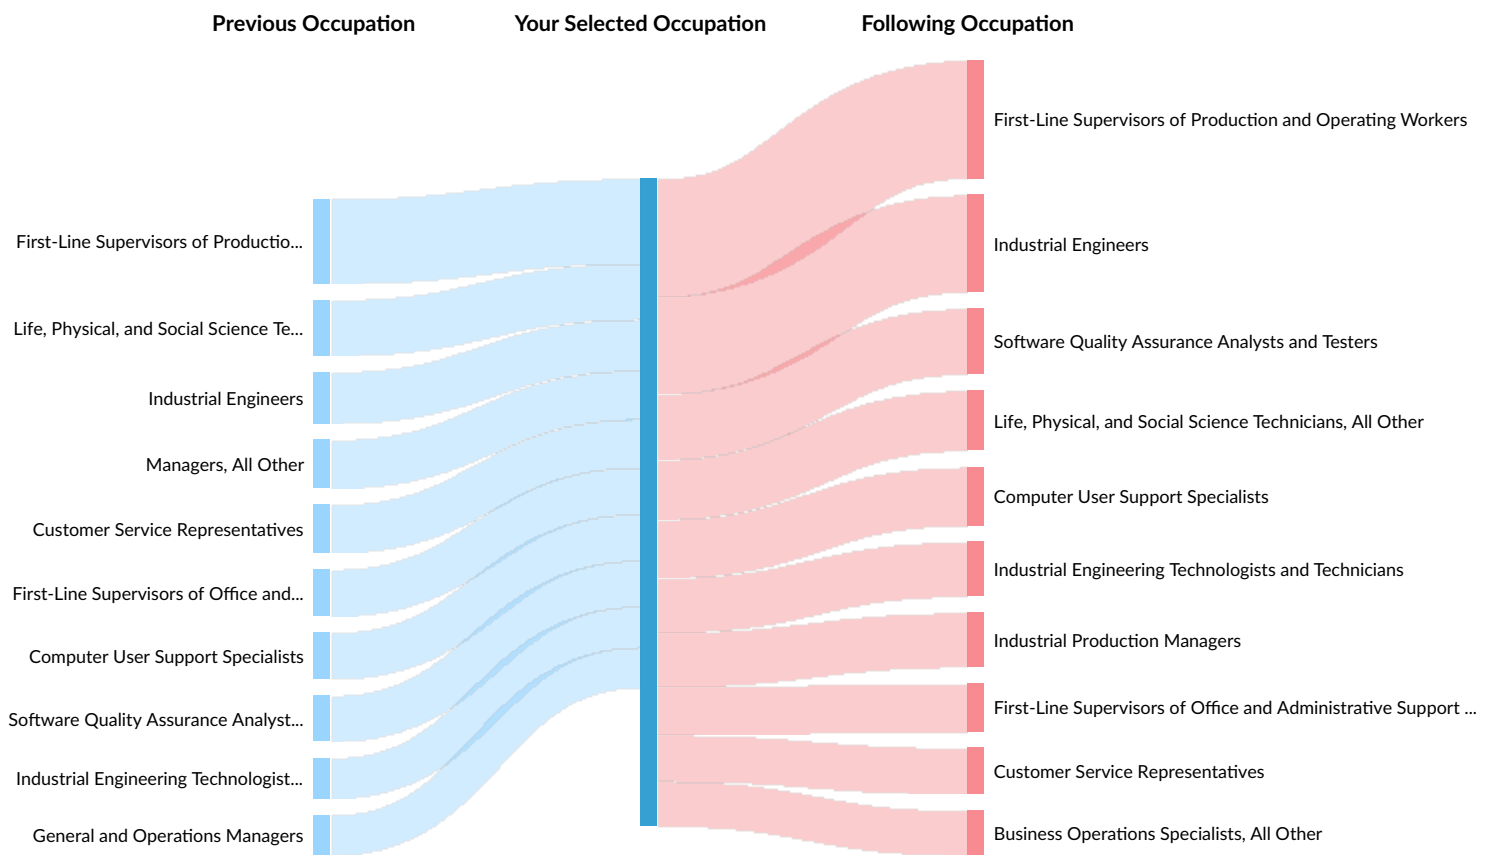 Previous Occupation
Your Selected Occupation
Following Occupation
First-Line Supervisors of Productio...
Life, Physical, and Social Science Te...
Industrial Engineers
Managers, All Other
Customer Service Representatives
First-Line Supervisors of Office and...
Computer User Support Specialists
Software Quality Assurance Analyst...
Industrial Engineering Technologist...
General and Operations Managers
First-Line Supervisors of Production and Operating Workers
Industrial Engineers
Software Quality Assurance Analysts and Testers
Life, Physical, and Social Science Technicians, All Other
Computer User Support Specialists
Industrial Engineering Technologists and Technicians
Industrial Production Managers
First-Line Supervisors of Office and Administrative Support ...
Customer Service Representatives
Business Operations Specialists, All Other